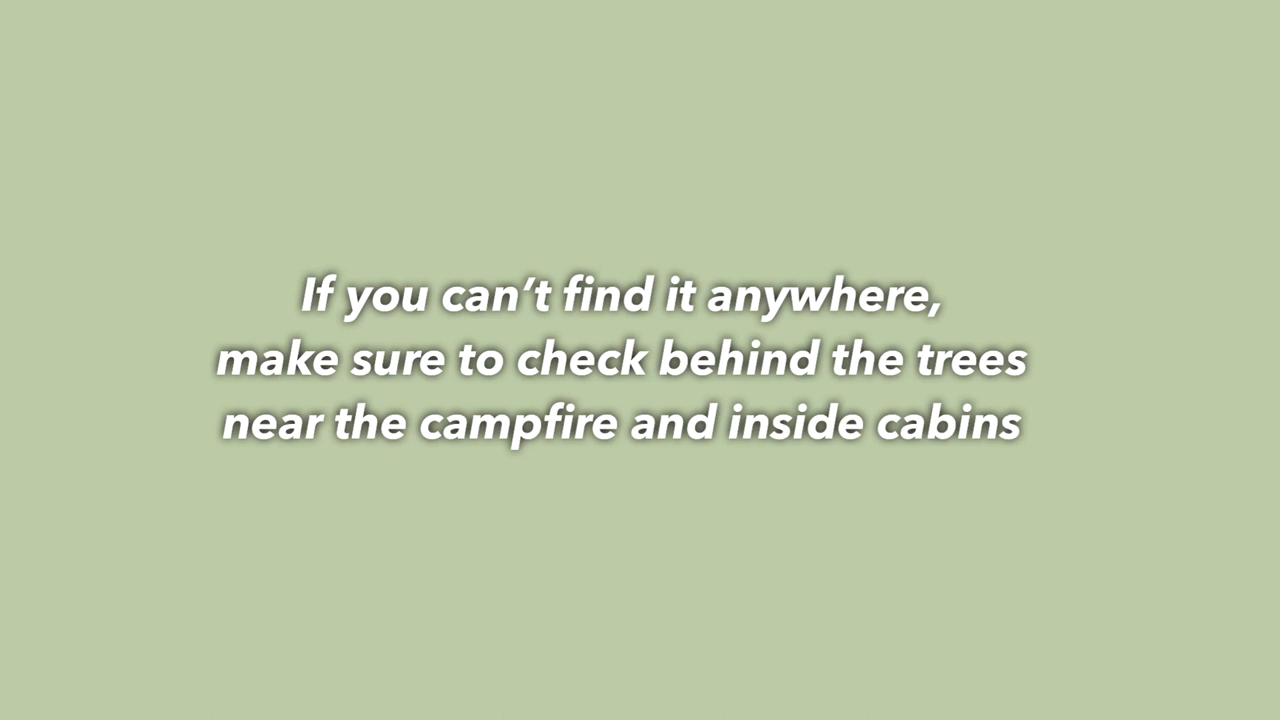 If you can’t find it anywhere,
make sure to check behind the trees
near the campfire and inside cabins